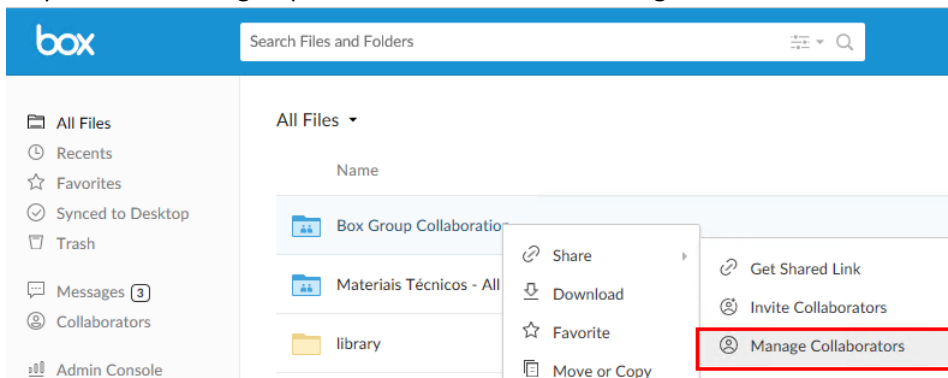 box
Search Files and Folders
All Files
Recents
Favorites
Synced to Desktop
Trash
Messages 3
Collaborators
Admin Console
All Files
Name
Box Group Collaboration
Materiais Técnicos - All
library
Share
Download
Favorite
Move or Copy
Get Shared Link
Invite Collaborators
Manage Collaborators